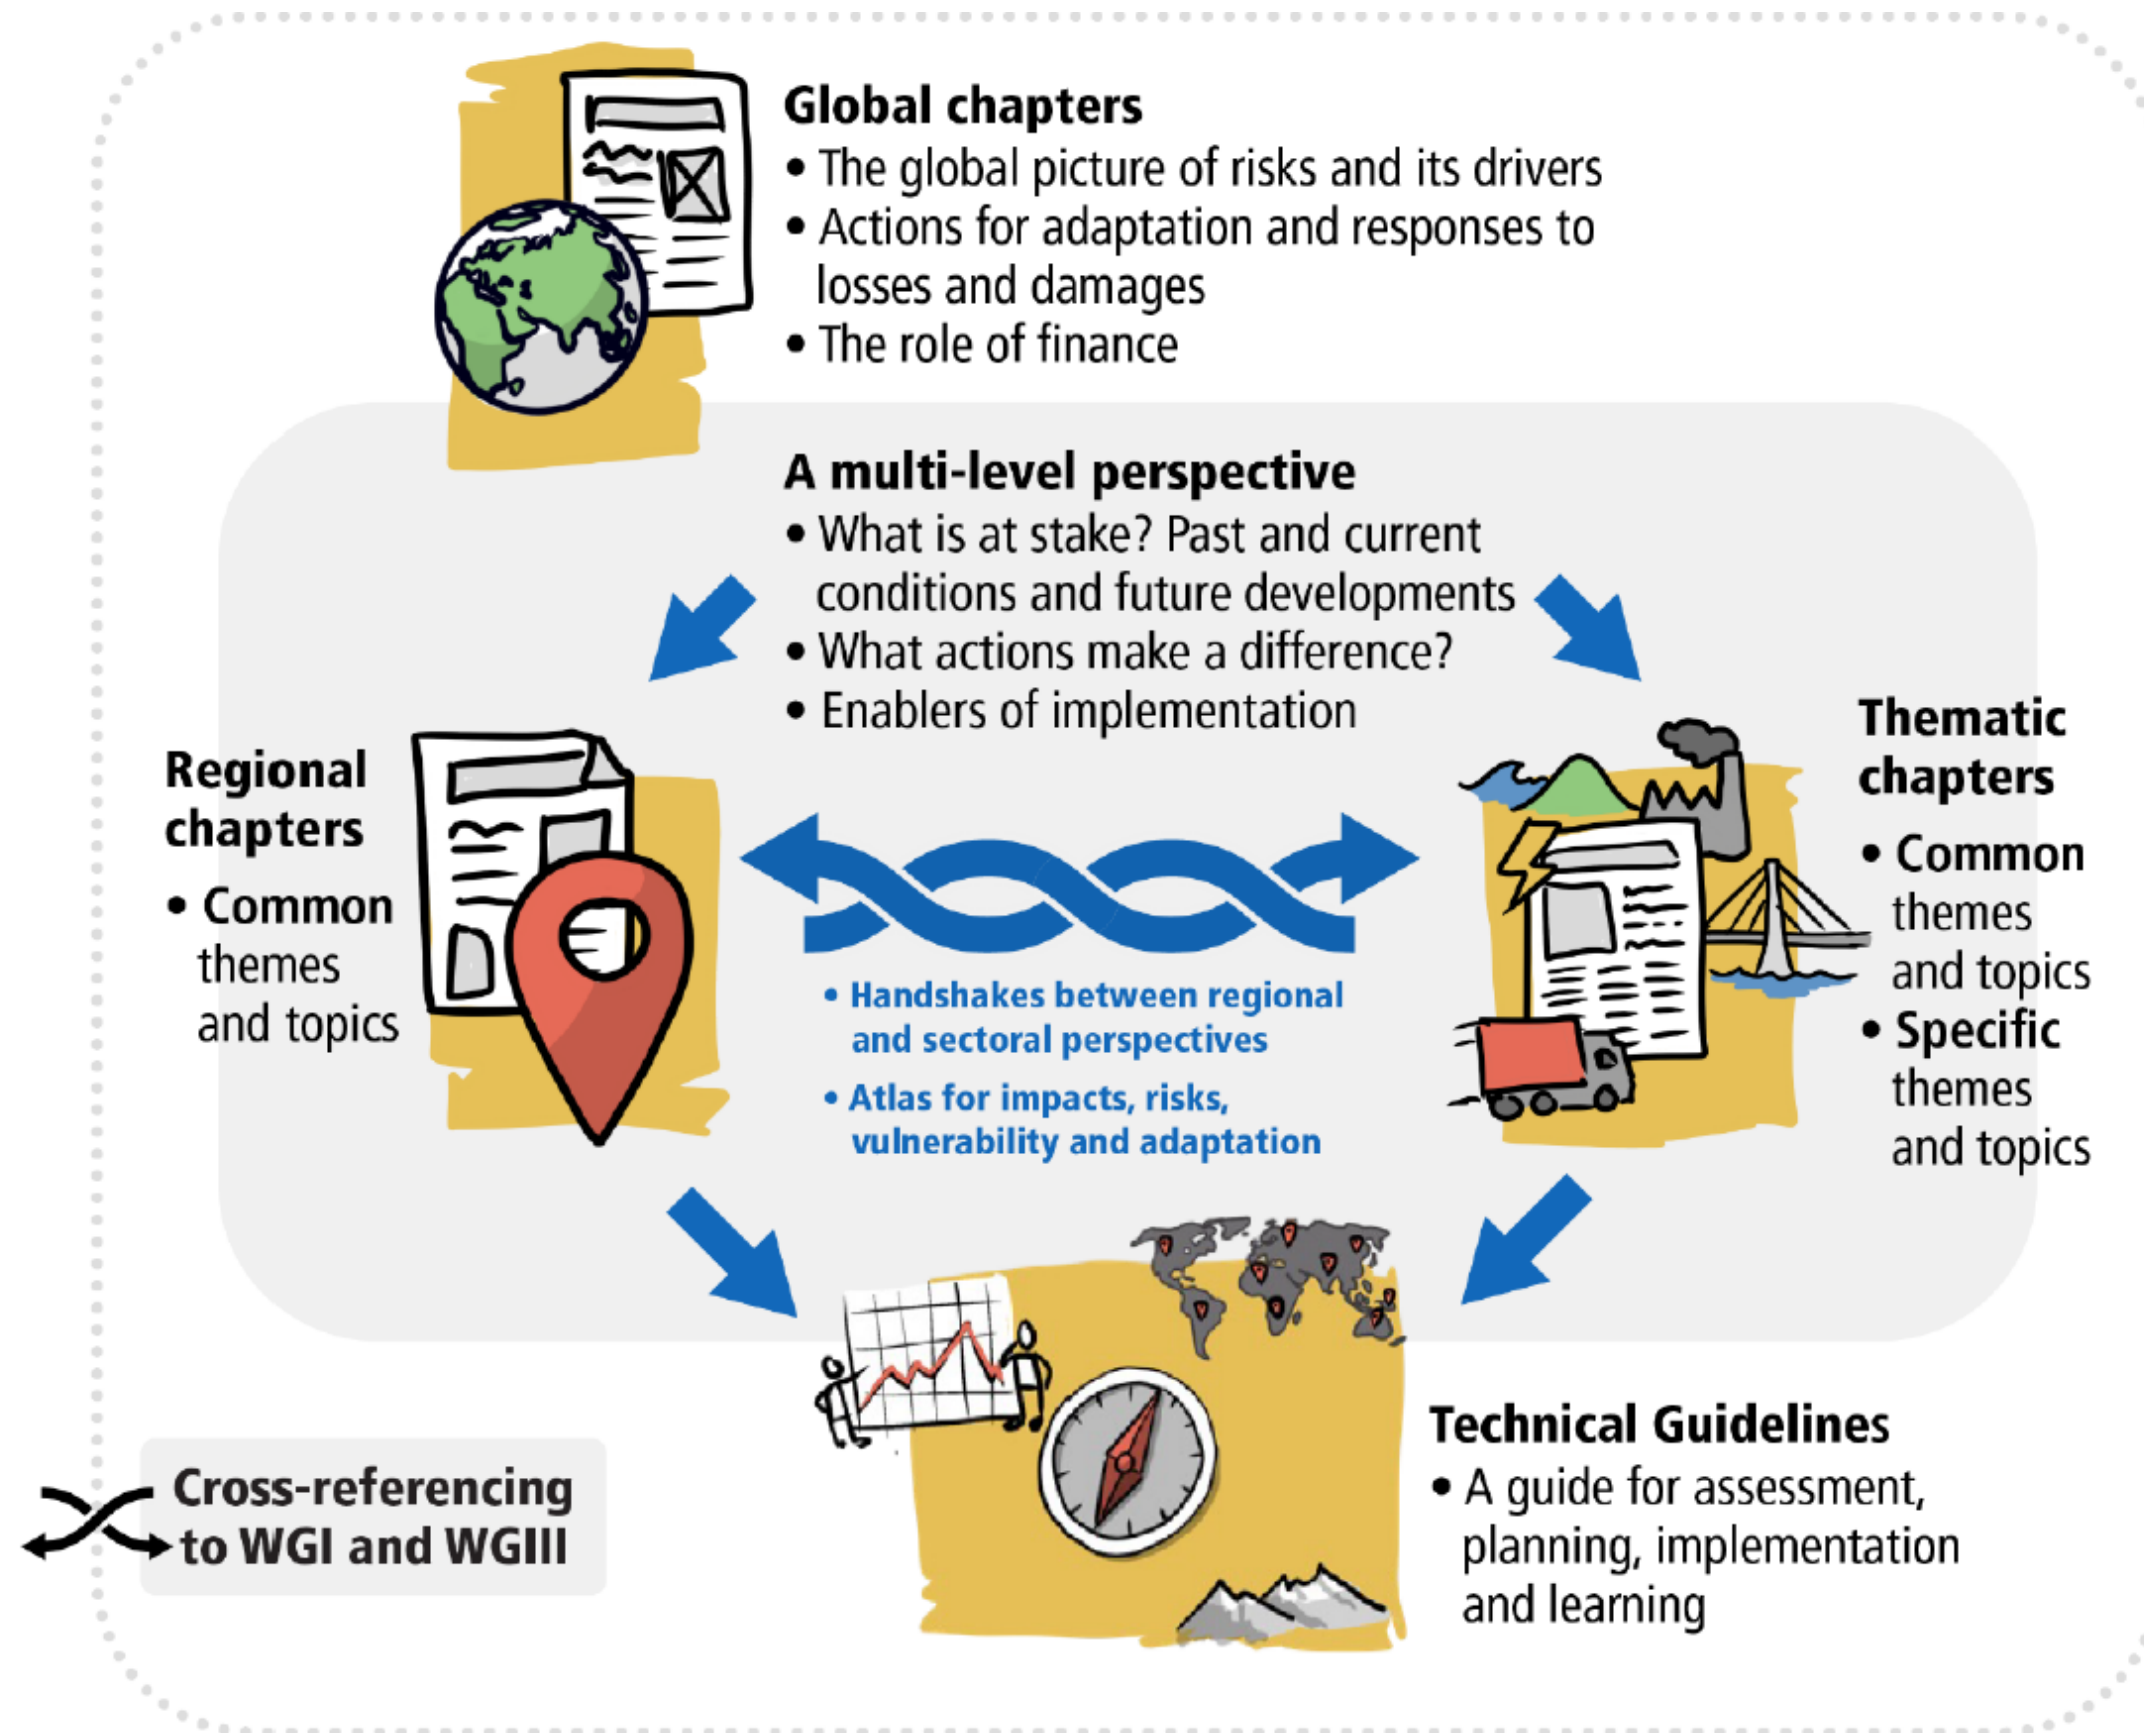 Global chapters
• The global picture of risks and its drivers
• Actions for adaptation and responses to
losses and damages
• The role of finance
A multi-level perspective
• What is at stake? Past and current
conditions and future developments
• What actions make a difference?
• Enablers of implementation
Regional
chapters
• Common
themes
and topics
Thematic
chapters
• Common
themes
and topics
• Specific
themes
and topics
• Handshakes between regional
and sectoral perspectives
• Atlas for impacts, risks,
vulnerability and adaptation
Technical Guidelines
• A guide for assessment,
planning, implementation
and learning
Cross-referencing
to WGI and WGIII